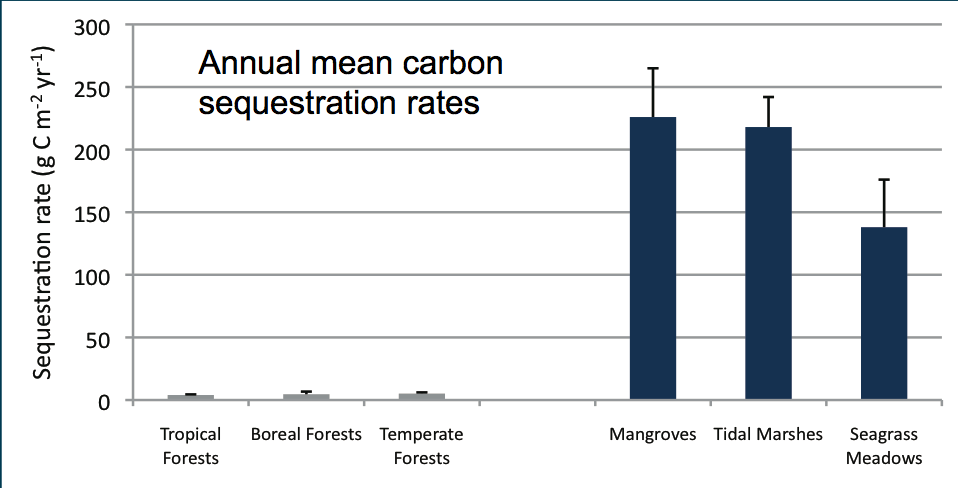 Annual mean carbon
sequestration rates
Sequestration rate (g C m⁻² yr⁻¹)
300
250
200
150
100
50
0
Tropical
Forests
Boreal Forests
Temperate
Forests
Mangroves
Tidal Marshes
Seagrass
Meadows